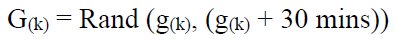 G(k) = Rand (g(k), (g(k) + 30 mins))